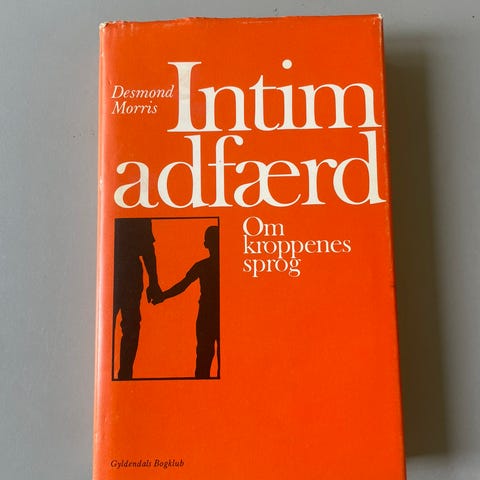 Desmond
Morris
Intim
adfærd
Om
kroppenes
sprog
Gyldendals Bogklub